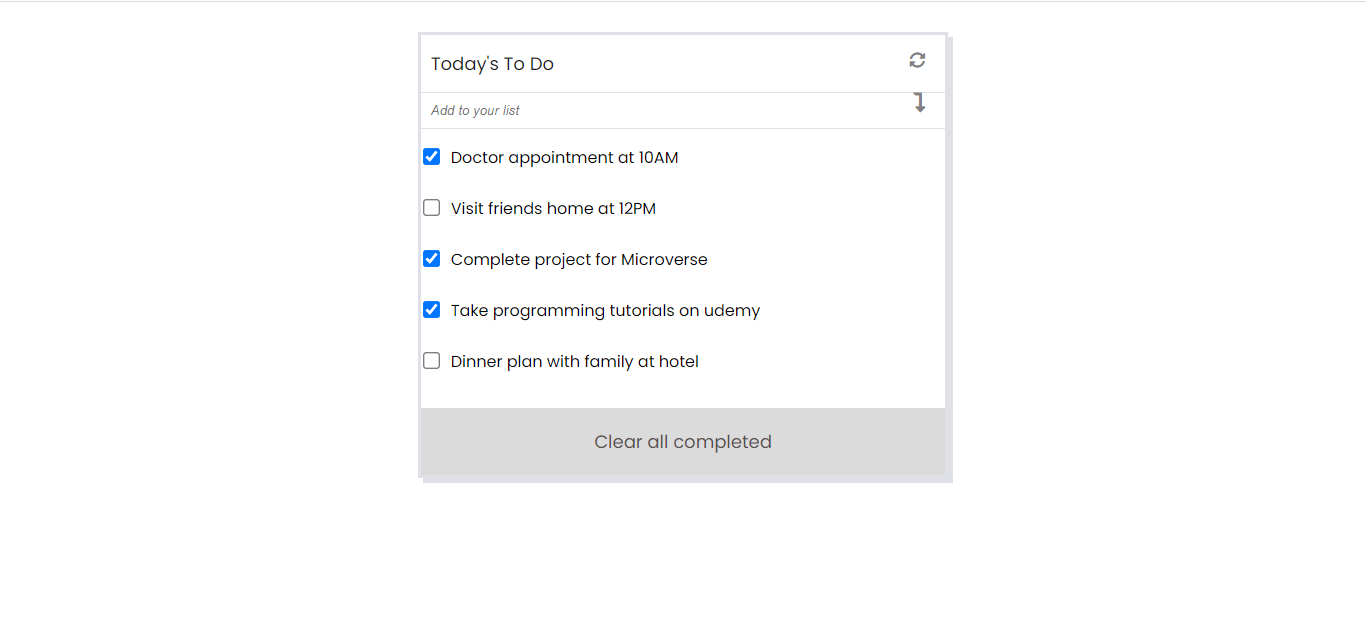 Today's To Do
Add to your list
Doctor appointment at 10AM
Visit friends home at 12PM
Complete project for Microverse
Take programming tutorials on udemy
Dinner plan with family at hotel
Clear all completed